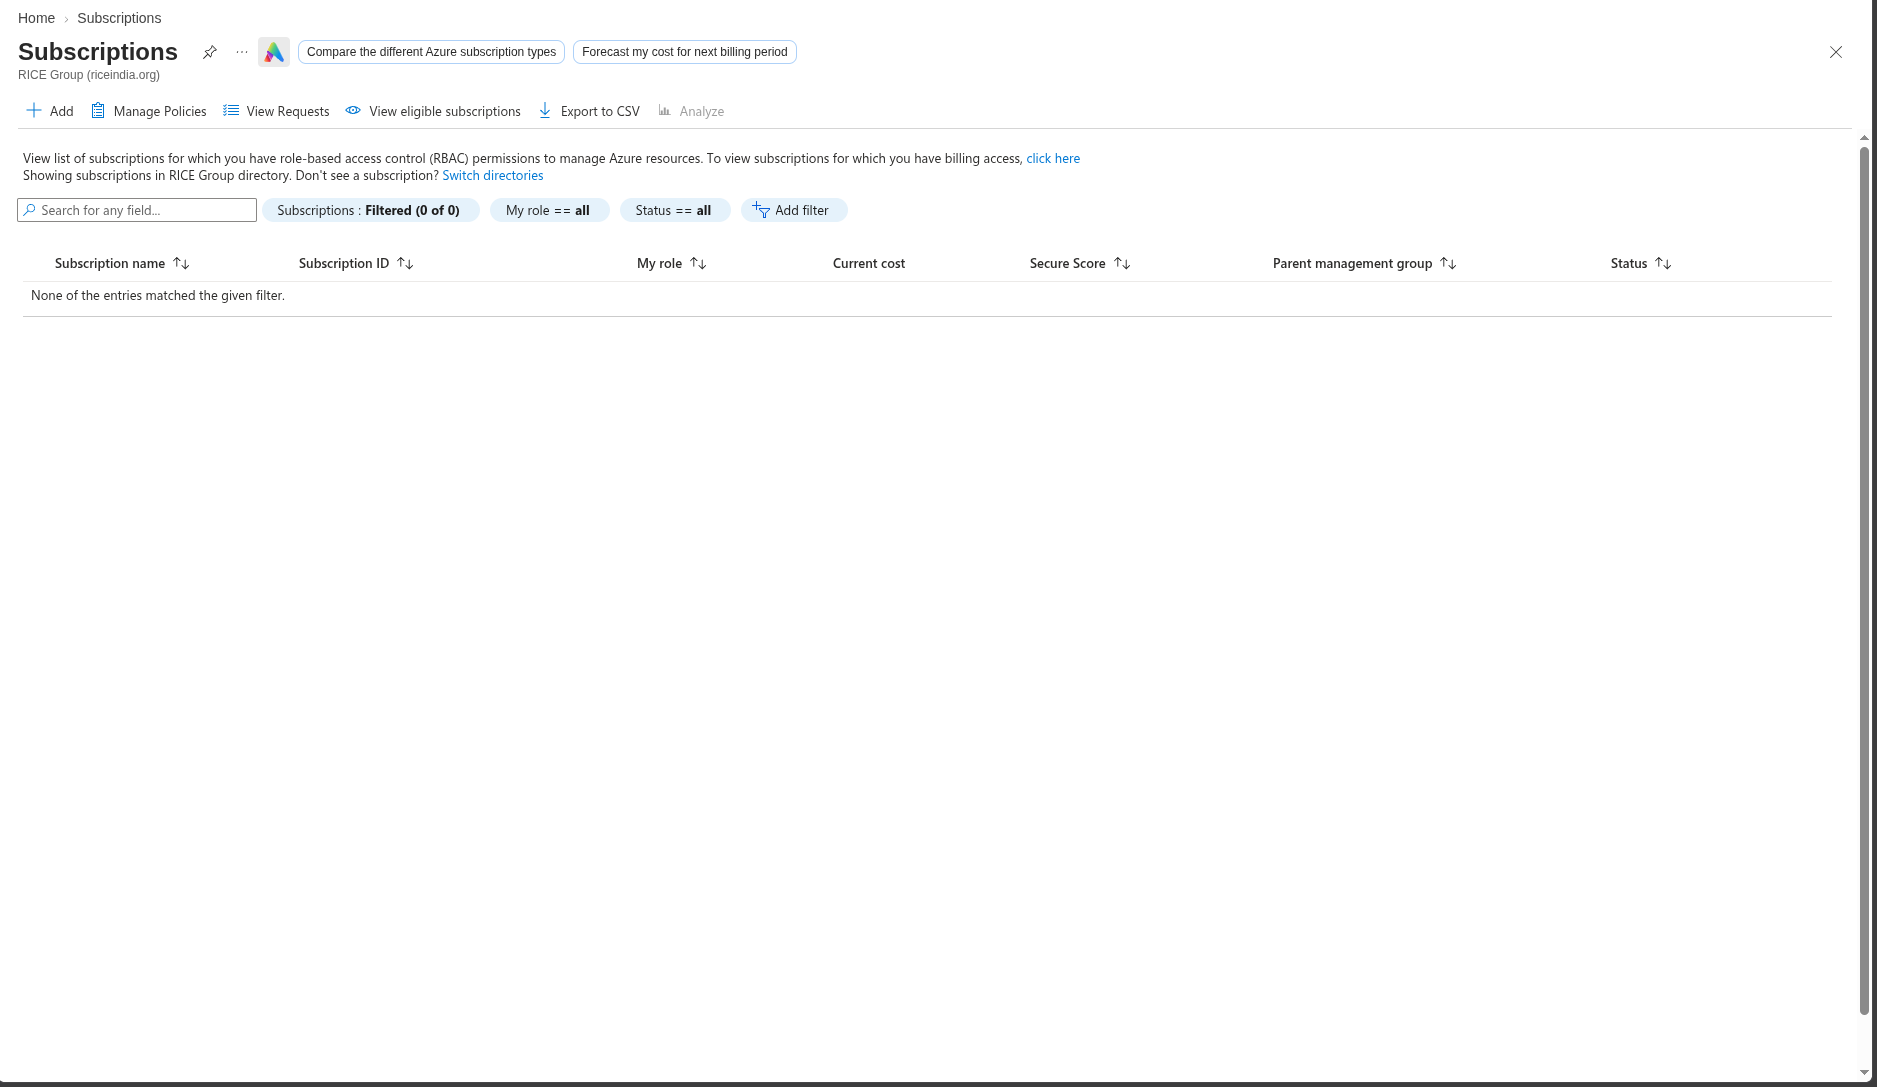 Home > Subscriptions
Subscriptions ... Compare the different Azure subscription types Forecast my cost for next billing period
RICE Group (riceindia.org)
Add Manage Policies View Requests View eligible subscriptions Export to CSV Analyze
View list of subscriptions for which you have role-based access control (RBAC) permissions to manage Azure resources. To view subscriptions for which you have billing access, click here
Showing subscriptions in RICE Group directory. Don't see a subscription? Switch directories
Search for any field... Subscriptions : Filtered (0 of 0) My role == all Status == all Add filter
Subscription name ↑↓ Subscription ID ↑↓ My role ↑↓ Current cost Secure Score ↑↓ Parent management group ↑↓ Status ↑↓
None of the entries matched the given filter.